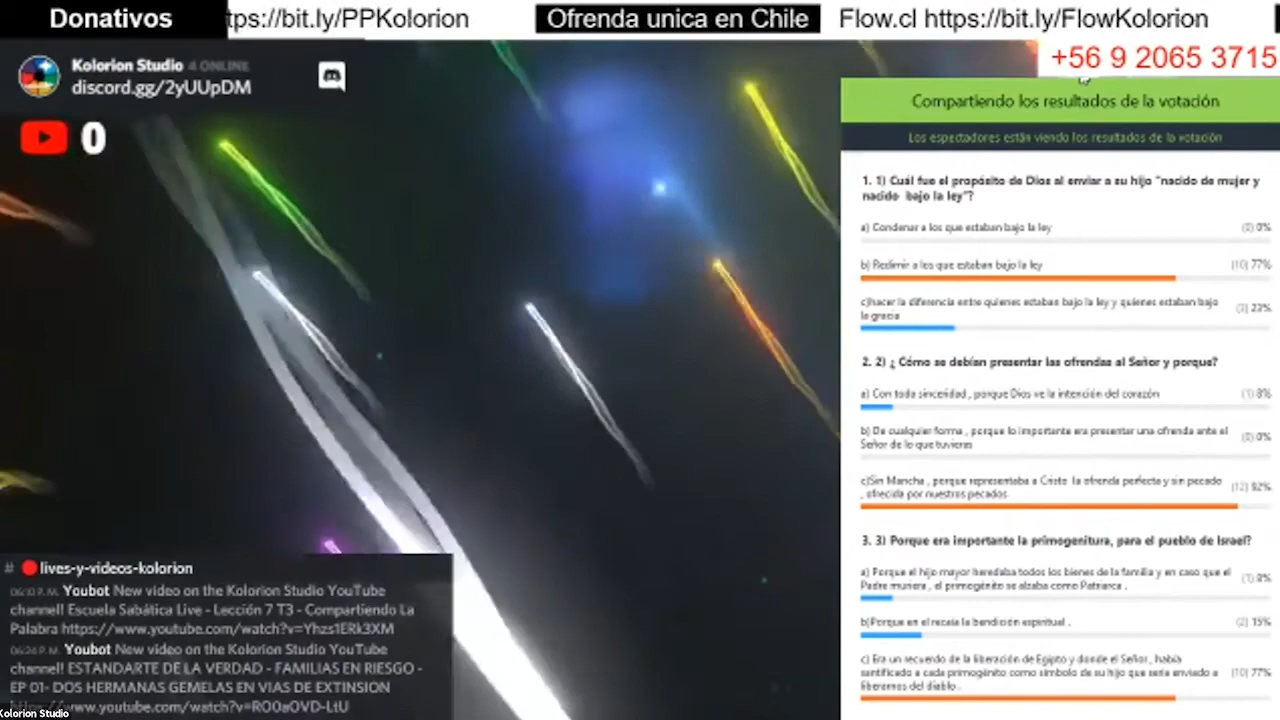 Donativos
tps://bit.ly/PPKolorion
Ofrenda unica en Chile
Flow.cl https://bit.ly/FlowKolorion
+56 9 2065 3715
Kolorion Studio 4 ONLINE
discord.gg/2yUUpDM
0
Compartiendo los resultados de la votación
Los espectadores están viendo los resultados de la votación
1. 1) Cuál fue el propósito de Dios al enviar a su hijo "nacido de mujer y
nacido bajo la ley"?
a) Condenar a los que estaban bajo la ley
(0) 0%
b) Redimir a los que estaban bajo la ley
(10) 77%
c)hacer la diferencia entre quienes estaban bajo la ley y quienes estaban bajo
la gracia
(3) 23%
2. 2) ¿ Cómo se debían presentar las ofrendas al Señor y porque?
a) Con toda sinceridad , porque Dios ve la intención del corazón
(1) 8%
b) De cualquier forma , porque lo importante era presentar una ofrenda ante el
Señor de lo que tuvieras
(0) 0%
c)Sin Mancha , porque representaba a Cristo la ofrenda perfecta y sin pecado
, ofrecida por nuestros pecados
(12) 92%
3. 3) Porque era importante la primogenitura, para el pueblo de Israel?
a) Porque el hijo mayor heredaba todos los bienes de la familia y en caso que el
Padre muriera , el primogénito se alzaba como Patriarca .
(1) 8%
b)Porque en el recaía la bendición espiritual .
(2) 15%
c) Era un recuerdo de la liberación de Egipto y donde el Señor , había
santificado a cada primogénito como símbolo de su hijo que sería enviado a
liberarnos del diablo .
(10) 77%
# lives-y-videos-kolorion
Youbot New video on the Kolorion Studio YouTube
channel! Escuela Sabática Live - Lección 7 T3 - Compartiendo La
Palabra https://www.youtube.com/watch?v=Yhzs1ERk3XM
06:24 P.M. Youbot New video on the Kolorion Studio YouTube
channel! ESTANDARTE DE LA VERDAD - FAMILIAS EN RIESGO -
EP 01- DOS HERMANAS GEMELAS EN VIAS DE EXTINSION
https://www.youtube.com/watch?v=RO0aOVD-LtU
Kolorion Studio